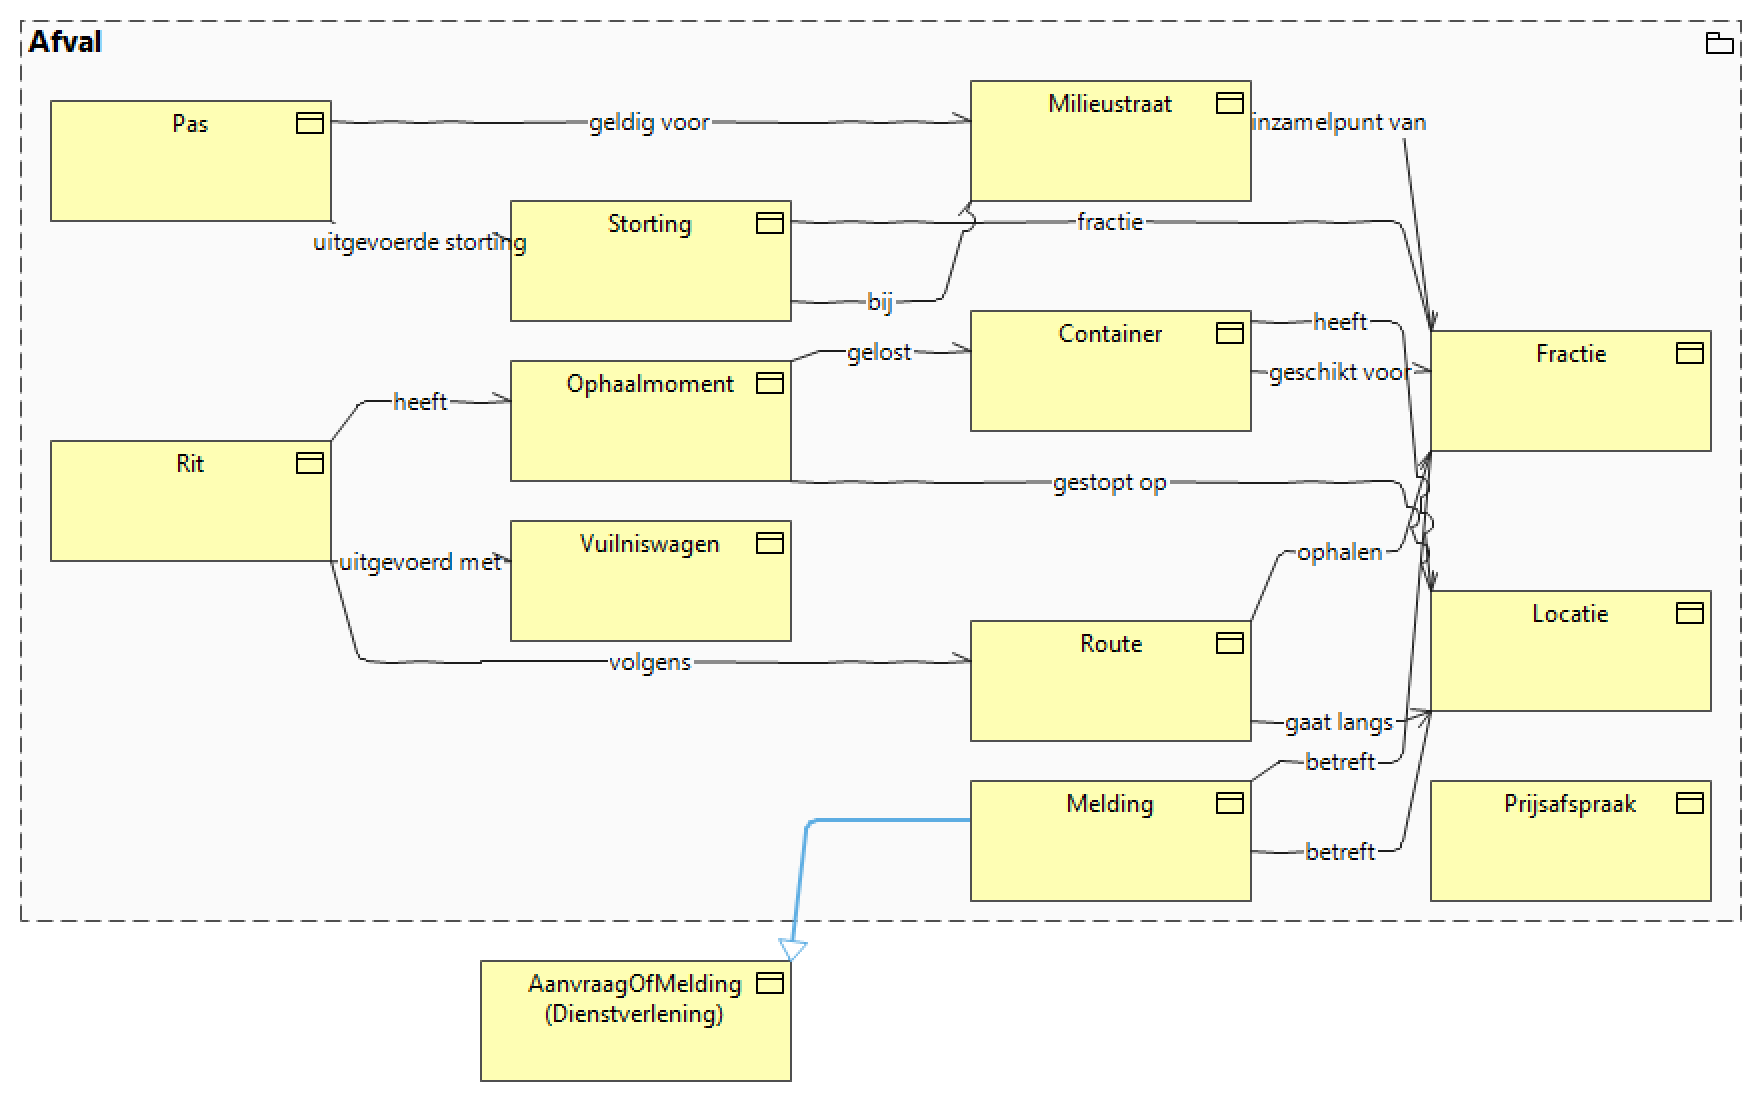 Afval
Pas
geldig voor
Milieustraat
inzamelpunt van
uitgevoerde storting
Storting
fractie
bij
gelost
Container
heeft
geschikt voor
Fractie
Ophaalmoment
heeft
Rit
gestopt op
uitgevoerd met
Vuilniswagen
ophalen
Locatie
volgens
Route
gaat langs
betreft
Melding
Prijsafspraak
betreft
AanvraagOfMelding
(Dienstverlening)